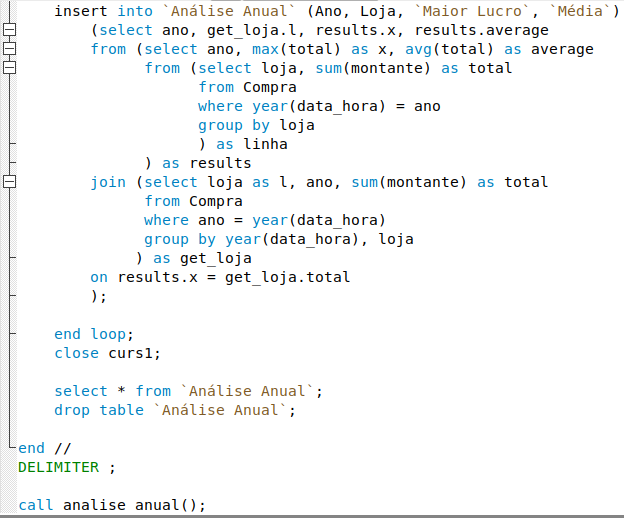 insert into `Análise Anual` (Ano, Loja, `Maior Lucro`, `Média`)
(select ano, get_loja.l, results.x, results.average
from (select ano, max(total) as x, avg(total) as average
from (select loja, sum(montante) as total
from Compra
where year(data_hora) = ano
group by loja
) as linha
) as results
join (select loja as l, ano, sum(montante) as total
from Compra
where ano = year(data_hora)
group by year(data_hora), loja
) as get_loja
on results.x = get_loja.total
);
end loop;
close curs1;
select * from `Análise Anual`;
drop table `Análise Anual`;
end //
DELIMITER ;
call analise_anual();